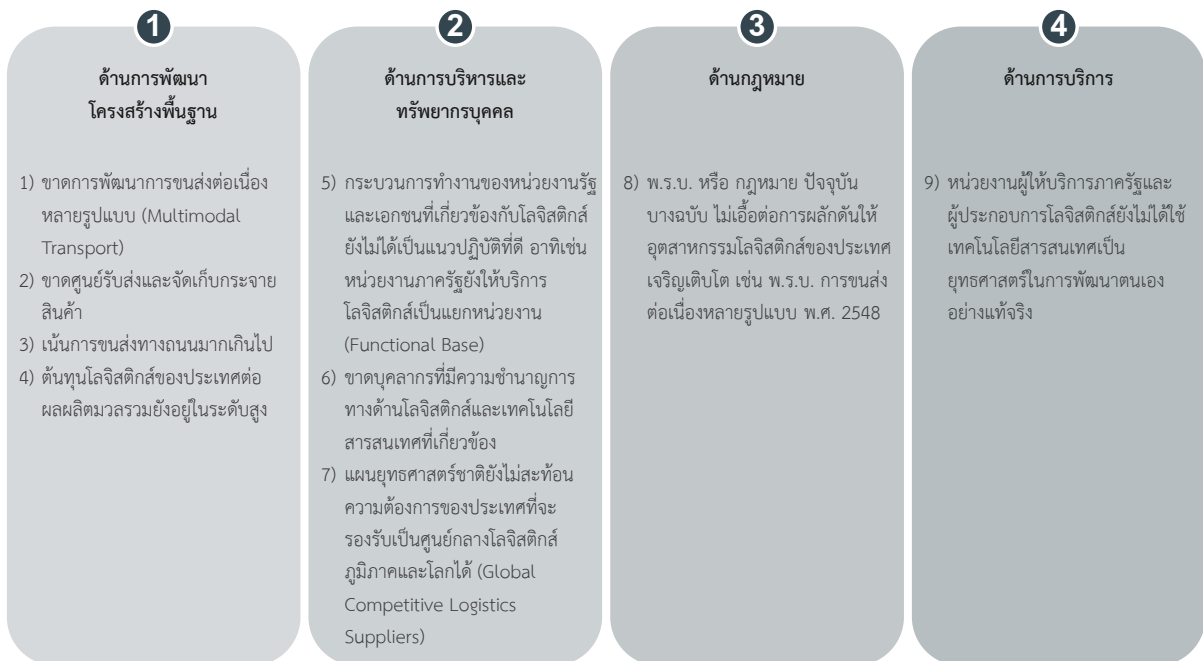 1
ด้านการพัฒนา
โครงสร้างพื้นฐาน
1) ขาดการพัฒนาการขนส่งต่อเนื่อง
หลายรูปแบบ (Multimodal
Transport)
2) ขาดศูนย์รับส่งและจัดเก็บกระจาย
สินค้า
3) เน้นการขนส่งทางถนนมากเกินไป
4) ต้นทุนโลจิสติกส์ของประเทศต่อ
ผลผลิตมวลรวมยังอยู่ในระดับสูง
2
ด้านการบริหารและ
ทรัพยากรบุคคล
5) กระบวนการทำงานของหน่วยงานรัฐ
และเอกชนที่เกี่ยวข้องกับโลจิสติกส์
ยังไม่ได้เป็นแนวปฏิบัติที่ดี อาทิเช่น
หน่วยงานภาครัฐยังให้บริการ
โลจิสติกส์เป็นแยกหน่วยงาน
(Functional Base)
6) ขาดบุคลากรที่มีความชำนาญการ
ทางด้านโลจิสติกส์และเทคโนโลยี
สารสนเทศที่เกี่ยวข้อง
7) แผนยุทธศาสตร์ชาติยังไม่สะท้อน
ความต้องการของประเทศที่จะ
รองรับเป็นศูนย์กลางโลจิสติกส์
ภูมิภาคและโลกได้ (Global
Competitive Logistics
Suppliers)
3
ด้านกฎหมาย
8) พ.ร.บ. หรือ กฎหมาย ปัจจุบัน
บางฉบับ ไม่เอื้อต่อการผลักดันให้
อุตสาหกรรมโลจิสติกส์ของประเทศ
เจริญเติบโต เช่น พ.ร.บ. การขนส่ง
ต่อเนื่องหลายรูปแบบ พ.ศ. 2548
4
ด้านการบริการ
9) หน่วยงานผู้ให้บริการภาครัฐและ
ผู้ประกอบการโลจิสติกส์ยังไม่ได้ใช้
เทคโนโลยีสารสนเทศเป็น
ยุทธศาสตร์ในการพัฒนาตนเอง
อย่างแท้จริง